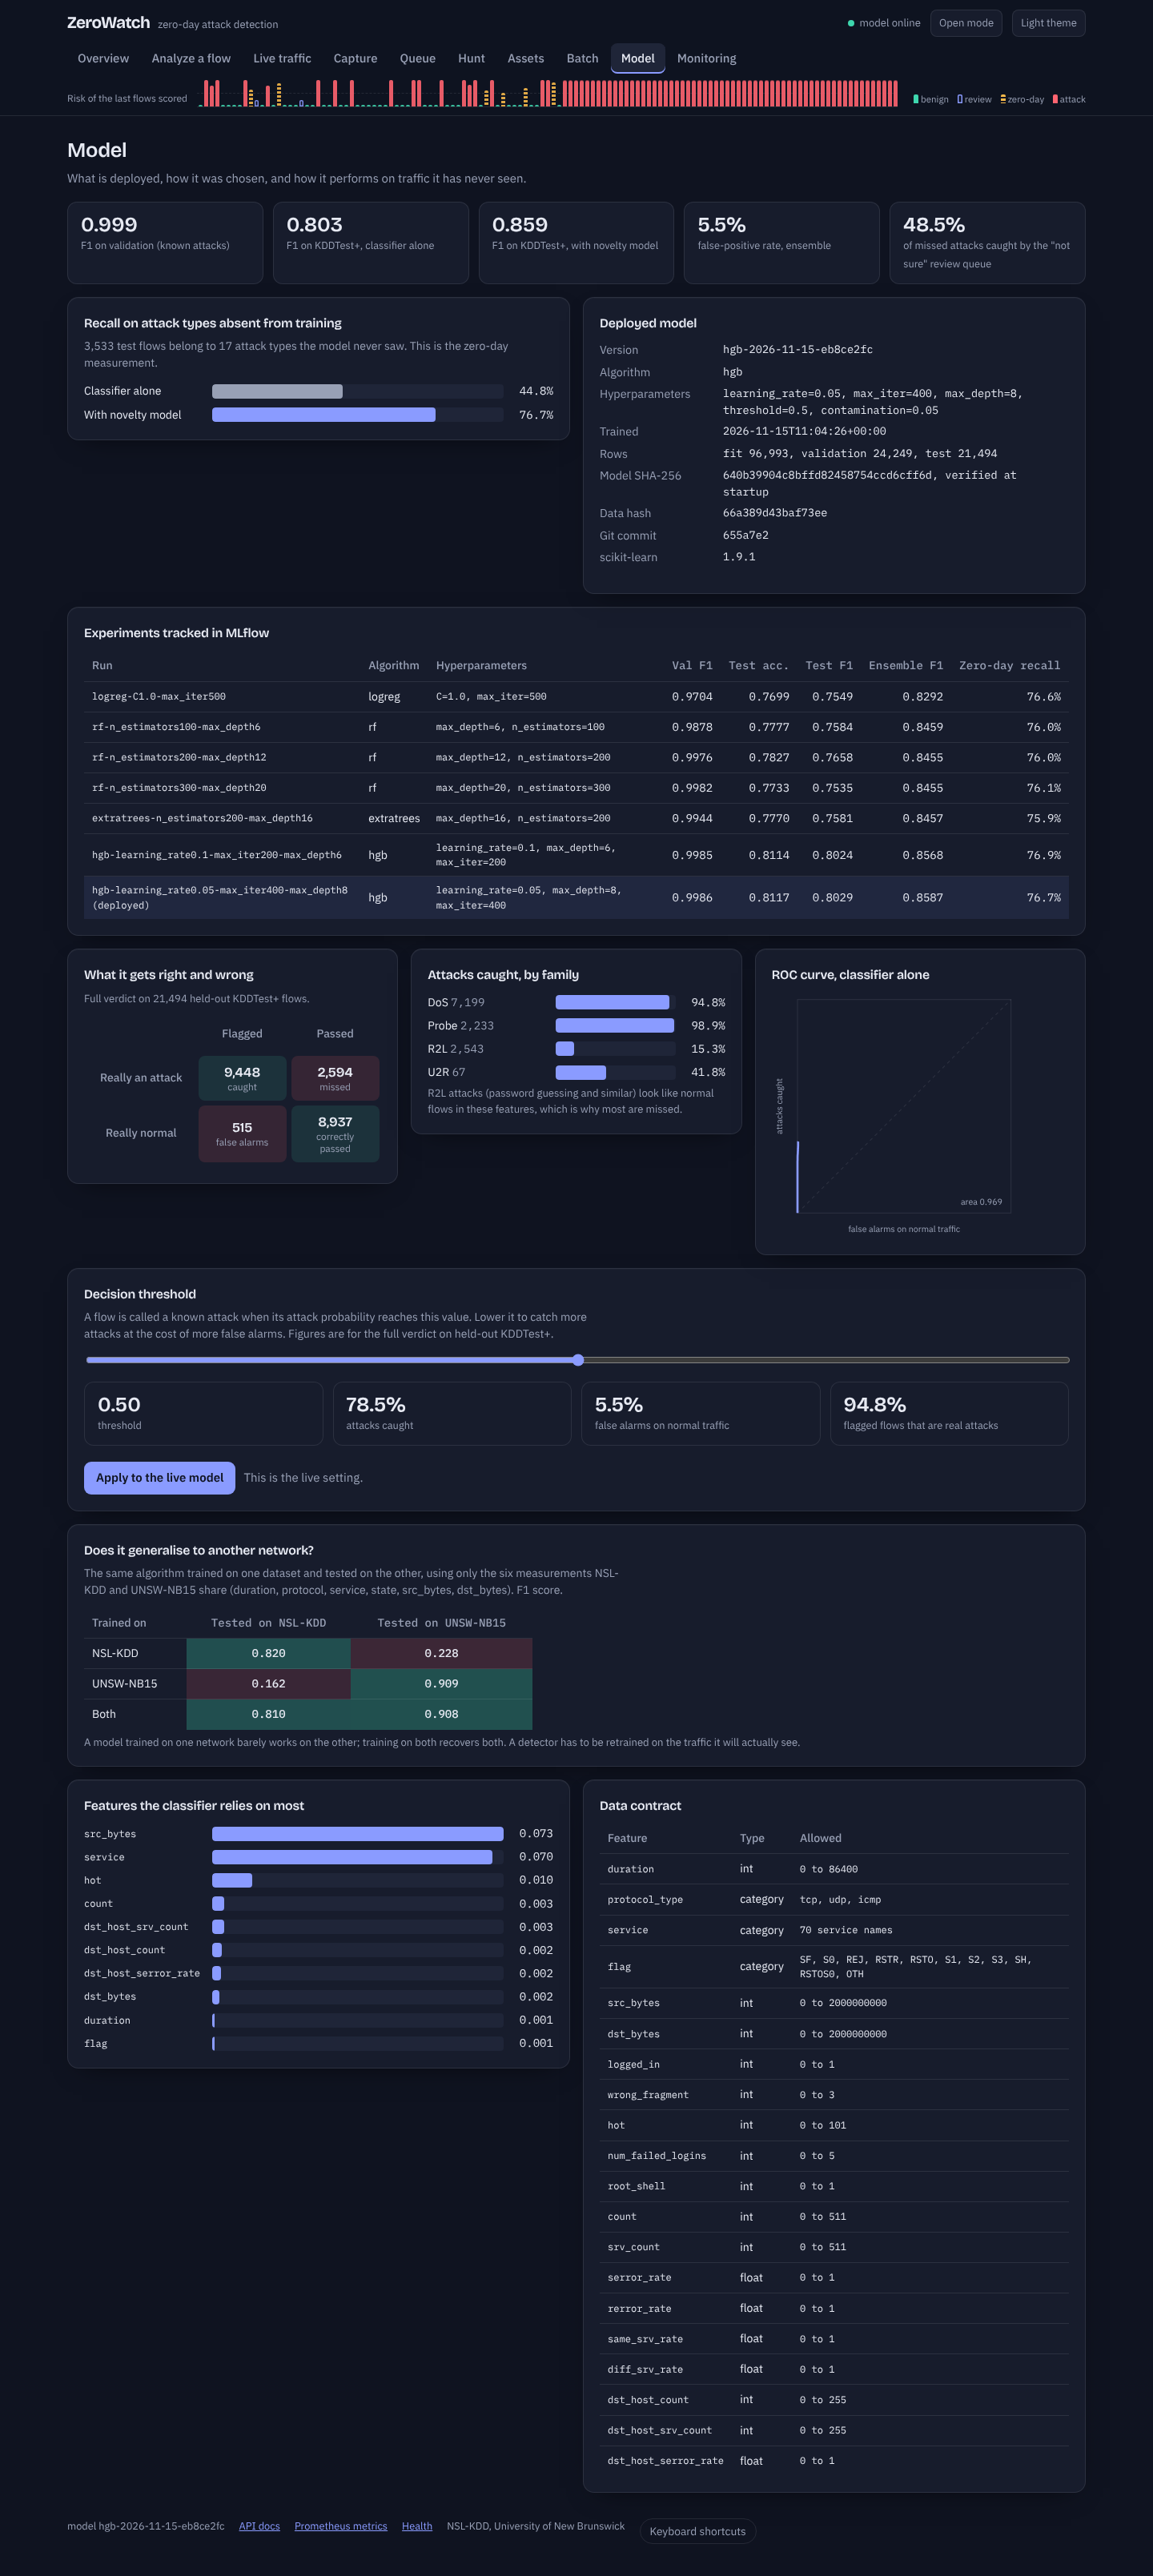 ZeroWatch zero-day attack detection
model online
Open mode
Light theme
Overview Analyze a flow Live traffic Capture Queue Hunt Assets Batch Model Monitoring
Risk of the last flows scored
benign review zero-day attack
Model
What is deployed, how it was chosen, and how it performs on traffic it has never seen.
0.999
F1 on validation (known attacks)
0.803
F1 on KDDTest+, classifier alone
0.859
F1 on KDDTest+, with novelty model
5.5%
false-positive rate, ensemble
48.5%
of missed attacks caught by the "not
sure" review queue
Recall on attack types absent from training
3,533 test flows belong to 17 attack types the model never saw. This is the zero-day
measurement.
Classifier alone 44.8%
With novelty model 76.7%
Deployed model
Version hgb-2026-11-15-eb8ce2fc
Algorithm hgb
Hyperparameters learning_rate=0.05, max_iter=400, max_depth=8,
threshold=0.5, contamination=0.05
Trained 2026-11-15T11:04:26+00:00
Rows fit 96,993, validation 24,249, test 21,494
Model SHA-256 640b39904c8bffd82458754ccd6cff6d, verified at
startup
Data hash 66a389d43baf73ee
Git commit 655a7e2
scikit-learn 1.9.1
Experiments tracked in MLflow
Run Algorithm Hyperparameters Val F1 Test acc. Test F1 Ensemble F1 Zero-day recall
logreg-C1.0-max_iter500 logreg C=1.0, max_iter=500 0.9704 0.7699 0.7549 0.8292 76.6%
rf-n_estimators100-max_depth6 rf max_depth=6, n_estimators=100 0.9878 0.7777 0.7584 0.8459 76.0%
rf-n_estimators200-max_depth12 rf max_depth=12, n_estimators=200 0.9976 0.7827 0.7658 0.8455 76.0%
rf-n_estimators300-max_depth20 rf max_depth=20, n_estimators=300 0.9982 0.7733 0.7535 0.8455 76.1%
extratrees-n_estimators200-max_depth16 extratrees max_depth=16, n_estimators=200 0.9944 0.7770 0.7581 0.8457 75.9%
hgb-learning_rate0.1-max_iter200-max_depth6 hgb learning_rate=0.1, max_depth=6,
max_iter=200 0.9985 0.8114 0.8024 0.8568 76.9%
hgb-learning_rate0.05-max_iter400-max_depth8
(deployed) hgb learning_rate=0.05, max_depth=8,
max_iter=400 0.9986 0.8117 0.8029 0.8587 76.7%
What it gets right and wrong
Full verdict on 21,494 held-out KDDTest+ flows.
Flagged Passed
Really an attack 9,448 caught 2,594 missed
Really normal 515 false alarms 8,937 correctly
passed
Attacks caught, by family
DoS 7,199 94.8%
Probe 2,233 98.9%
R2L 2,543 15.3%
U2R 67 41.8%
R2L attacks (password guessing and similar) look like normal
flows in these features, which is why most are missed.
ROC curve, classifier alone
attacks caught
area 0.969
false alarms on normal traffic
Decision threshold
A flow is called a known attack when its attack probability reaches this value. Lower it to catch more
attacks at the cost of more false alarms. Figures are for the full verdict on held-out KDDTest+.
0.50
threshold
78.5%
attacks caught
5.5%
false alarms on normal traffic
94.8%
flagged flows that are real attacks
Apply to the live model This is the live setting.
Does it generalise to another network?
The same algorithm trained on one dataset and tested on the other, using only the six measurements NSL-
KDD and UNSW-NB15 share (duration, protocol, service, state, src_bytes, dst_bytes). F1 score.
Trained on Tested on NSL-KDD Tested on UNSW-NB15
NSL-KDD 0.820 0.228
UNSW-NB15 0.162 0.909
Both 0.810 0.908
A model trained on one network barely works on the other; training on both recovers both. A detector has to be retrained on the traffic it will actually see.
Features the classifier relies on most
src_bytes 0.073
service 0.070
hot 0.010
count 0.003
dst_host_srv_count 0.003
dst_host_count 0.002
dst_host_serror_rate 0.002
dst_bytes 0.002
duration 0.001
flag 0.001
Data contract
Feature Type Allowed
duration int 0 to 86400
protocol_type category tcp, udp, icmp
service category 70 service names
flag category SF, S0, REJ, RSTR, RSTO, S1, S2, S3, SH,
RSTOS0, OTH
src_bytes int 0 to 2000000000
dst_bytes int 0 to 2000000000
logged_in int 0 to 1
wrong_fragment int 0 to 3
hot int 0 to 101
num_failed_logins int 0 to 5
root_shell int 0 to 1
count int 0 to 511
srv_count int 0 to 511
serror_rate float 0 to 1
rerror_rate float 0 to 1
same_srv_rate float 0 to 1
diff_srv_rate float 0 to 1
dst_host_count int 0 to 255
dst_host_srv_count int 0 to 255
dst_host_serror_rate float 0 to 1
model hgb-2026-11-15-eb8ce2fc API docs Prometheus metrics Health NSL-KDD, University of New Brunswick Keyboard shortcuts